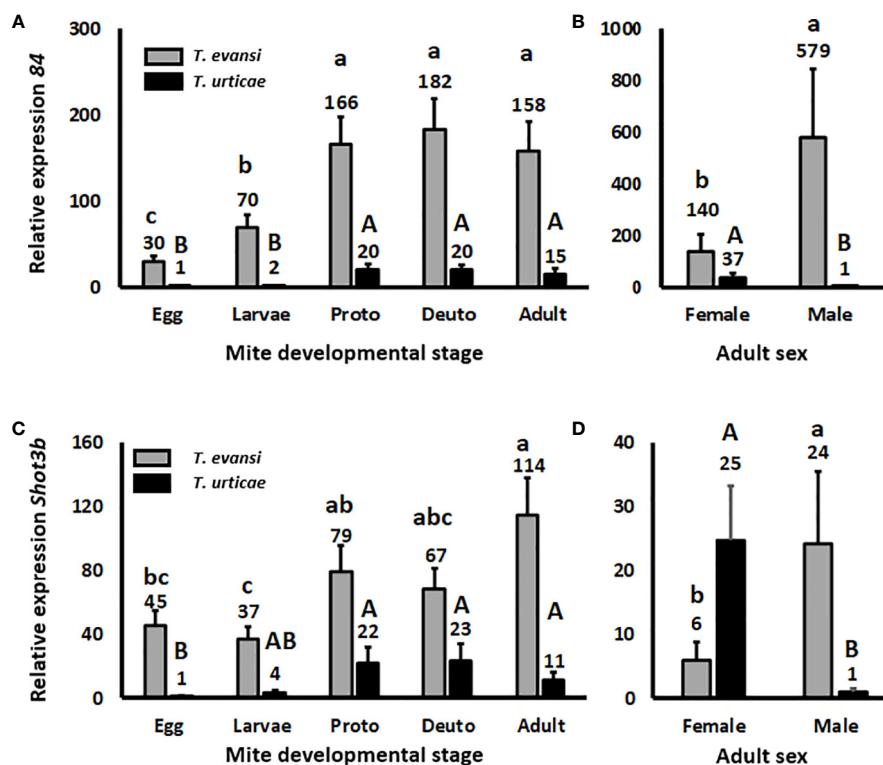 A
Relative expression 84
300
200
100
0
T. evansi
T. urticae
c
30
B
1
b
70
B
2
a
166
A
20
a
182
A
20
a
158
A
15
Egg Larvae Proto Deuto Adult
Mite developmental stage
B
1000
800
600
400
200
0
b
140
A
37
a
579
B
1
Female Male
Adult sex
C
Relative expression Shot3b
160
120
80
40
0
T. evansi
T. urticae
bc
45
B
1
c
37
AB
4
ab
79
A
22
abc
67
A
23
a
114
A
11
Egg Larvae Proto Deuto Adult
Mite developmental stage
D
40
30
20
10
0
b
6
A
25
a
24
B
1
Female Male
Adult sex